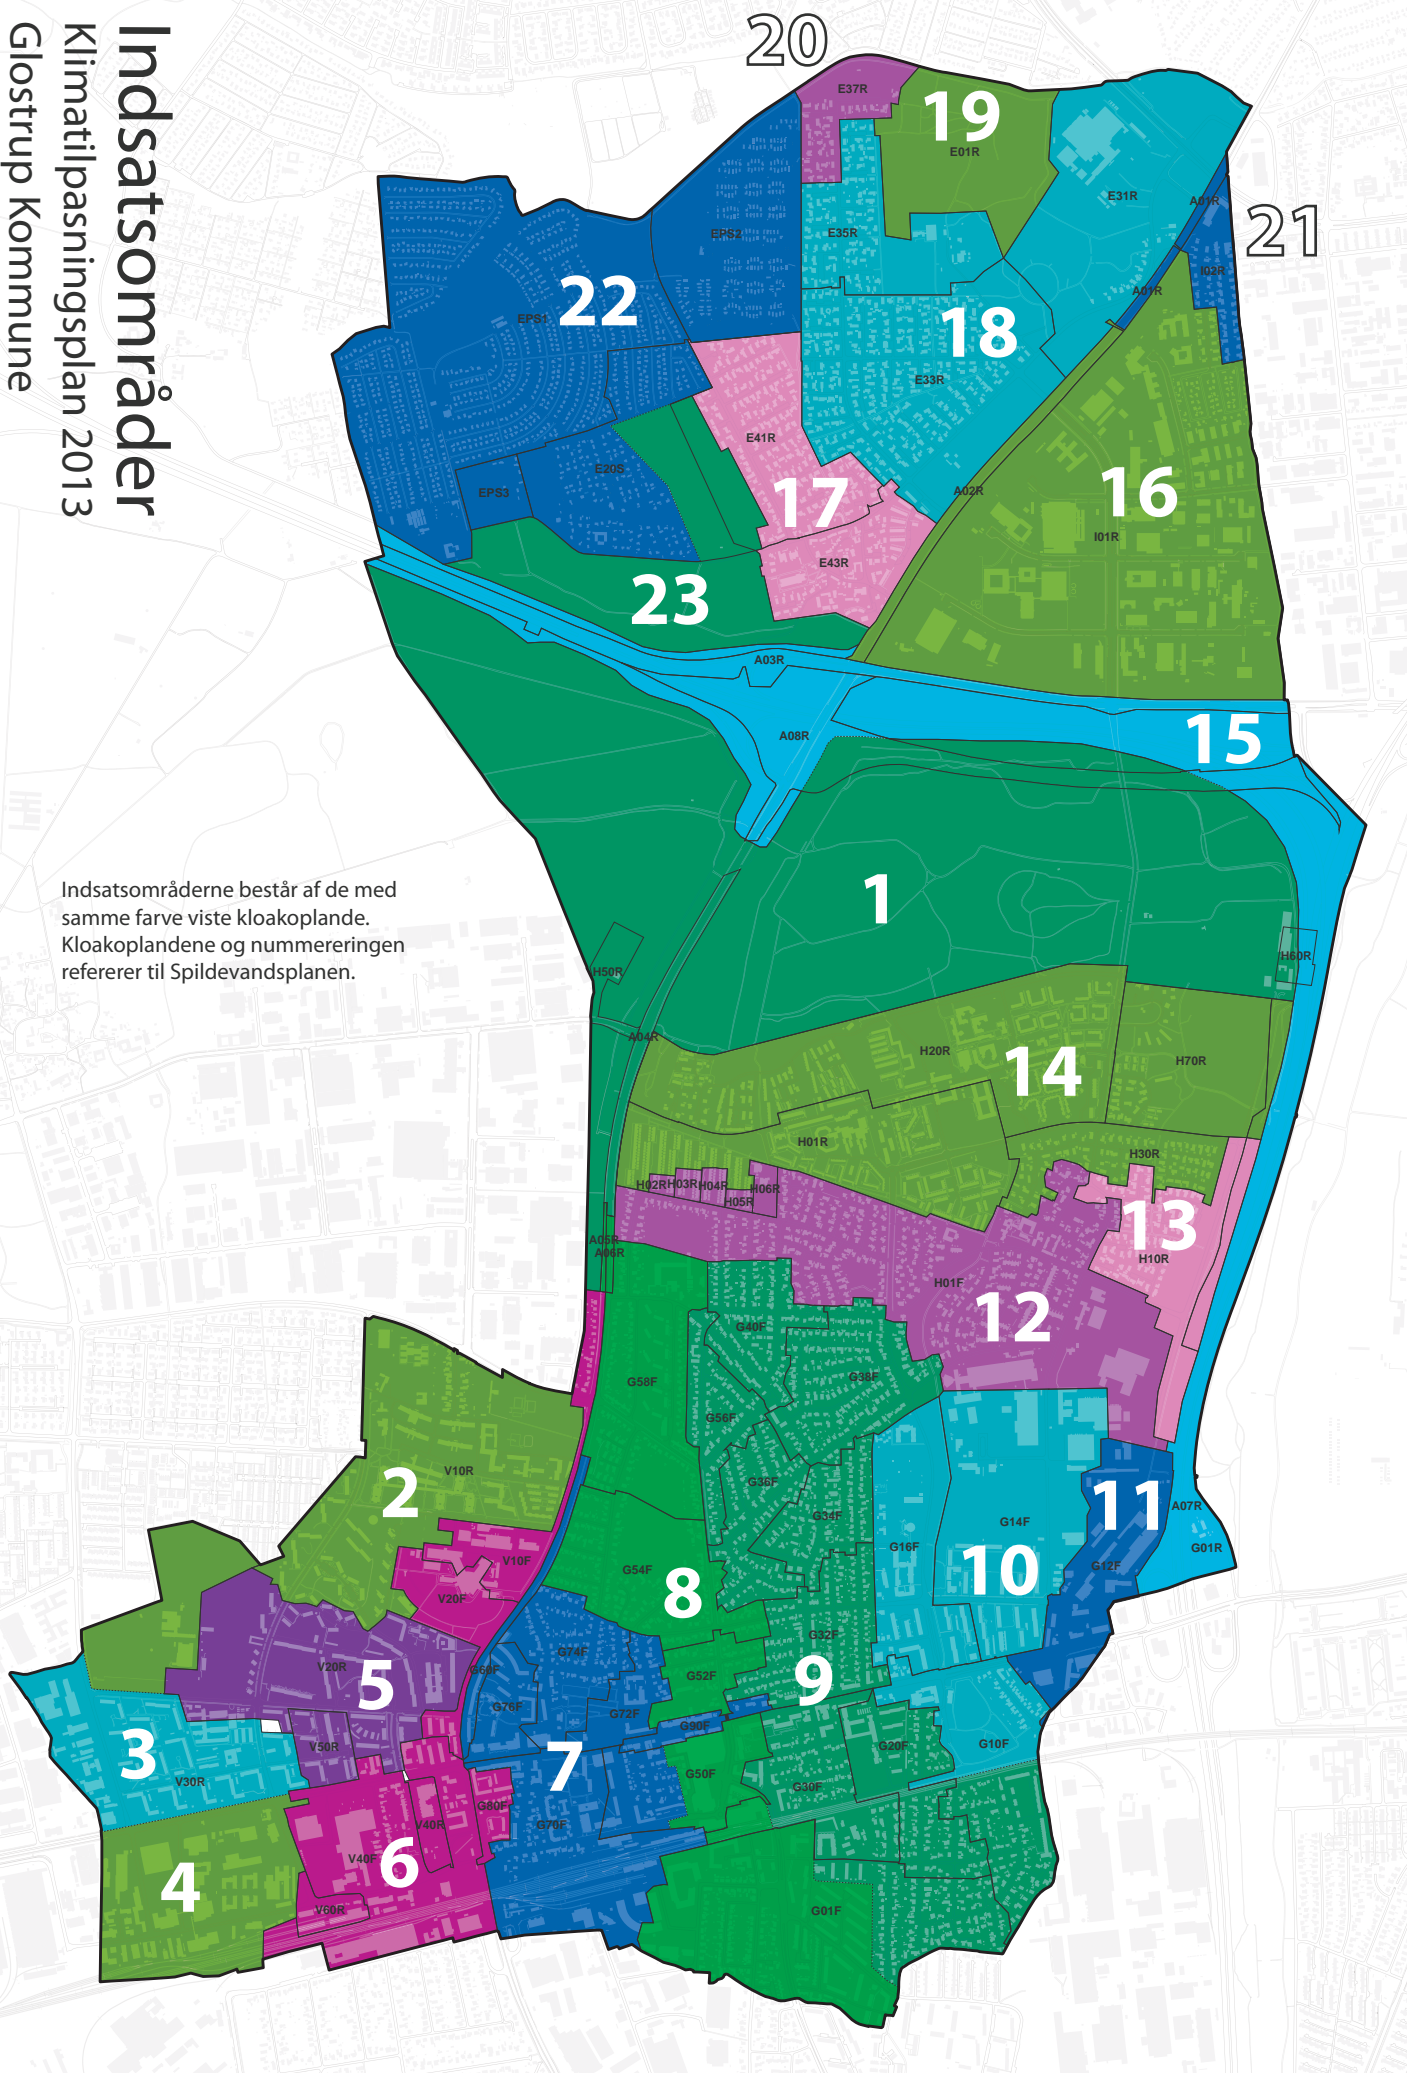 Indsatsområder
Klimatilpasningsplan 2013
Glostrup Kommune
20
E37R
19
E01R
E31R
A01R
21
EPS2
E35R
I02R
A01R
22
EPS1
18
E33R
E41R
E20S
EPS3
17
A02R
16
I01R
E43R
23
A03R
A08R
15
Indsatsområderne består af de med
samme farve viste kloakoplande.
Kloakoplandene og nummereringen
refererer til Spildevandsplanen.
1
H50R
H60R
A04R
H20R
14
H70R
H01R
H30R
H02R
H03R
H04R
H05R
H06R
13
H10R
A05R
A06R
H01F
12
G40F
G58F
G38F
G56F
2
V10R
G36F
11
A07R
G34F
G14F
G16F
G01R
V10F
G54F
10
G12F
V20F
8
G32F
G74F
V20R
5
G60F
G52F
9
G76F
G72F
G90F
V50R
3
V30R
7
G20F
G10F
G50F
G30F
G80F
V40R
G70F
V40F
6
4
V60R
G01F